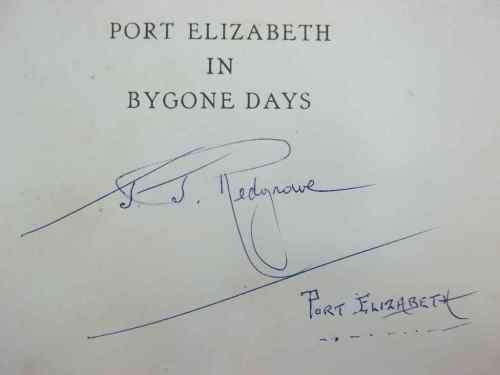 PORT ELIZABETH
IN
BYGONE DAYS
J. J. Redgrave
PORT ELIZABETH